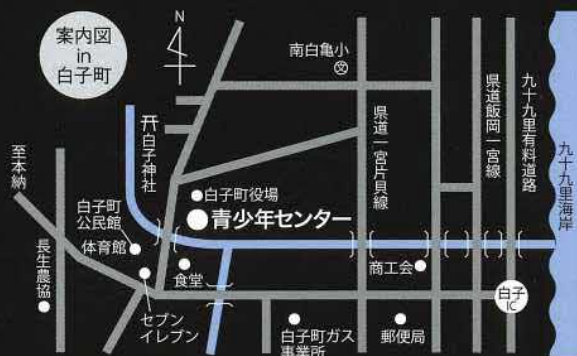 案内図
in
白子町
N
南白亀小
文
白子神社
県道一宮片貝線
県道飯岡一宮線
九十九里有料道路
九十九里海岸
至本納
白子町役場
青少年センター
白子町
公民館
体育館
食堂
商工会
長生農協
セブン
イレブン
白子町ガス
事業所
郵便局
白子
IC